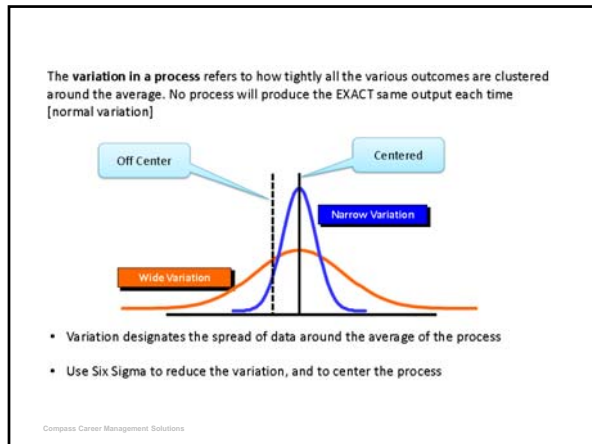 The variation in a process refers to how tightly all the various outcomes are clustered
around the average. No process will produce the EXACT same output each time
[normal variation]
Off Center
Centered
Narrow Variation
Wide Variation
• Variation designates the spread of data around the average of the process
• Use Six Sigma to reduce the variation, and to center the process
Compass Career Management Solutions